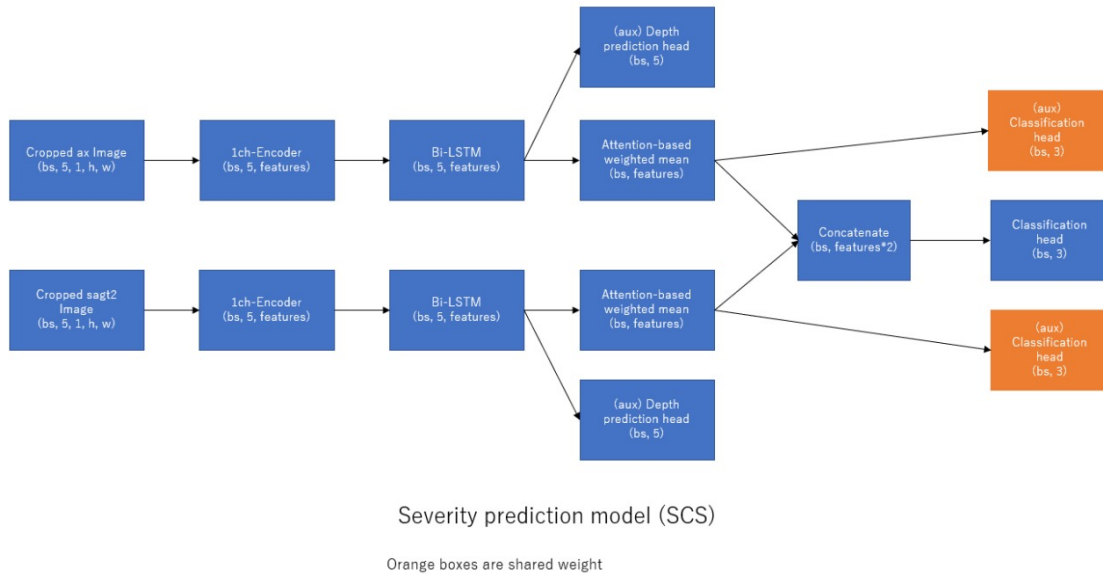 (aux) Depth
prediction head
(bs, 5)
Cropped ax Image
(bs, 5, 1, h, w)
1ch-Encoder
(bs, 5, features)
Bi-LSTM
(bs, 5, features)
Attention-based
weighted mean
(bs, features)
(aux)
Classification
head
(bs, 3)
Concatenate
(bs, features*2)
Classification
head
(bs, 3)
Cropped sagt2
Image
(bs, 5, 1, h, w)
1ch-Encoder
(bs, 5, features)
Bi-LSTM
(bs, 5, features)
Attention-based
weighted mean
(bs, features)
(aux)
Classification
head
(bs, 3)
(aux) Depth
prediction head
(bs, 5)
Severity prediction model (SCS)
Orange boxes are shared weight